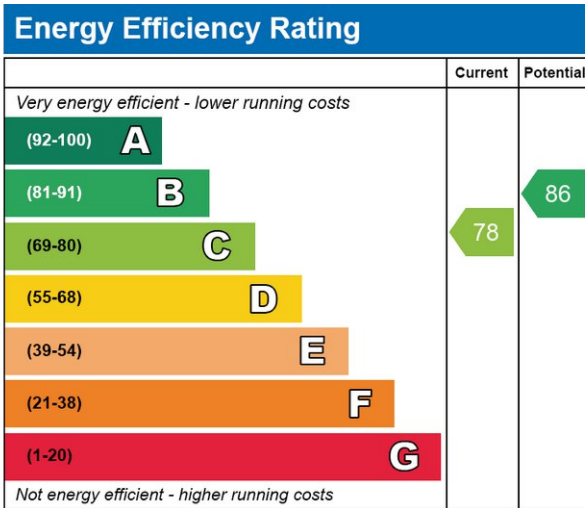 Energy Efficiency Rating
Current Potential
Very energy efficient - lower running costs
(92-100) A
(81-91) B
86
(69-80) C
78
(55-68) D
(39-54) E
(21-38) F
(1-20) G
Not energy efficient - higher running costs